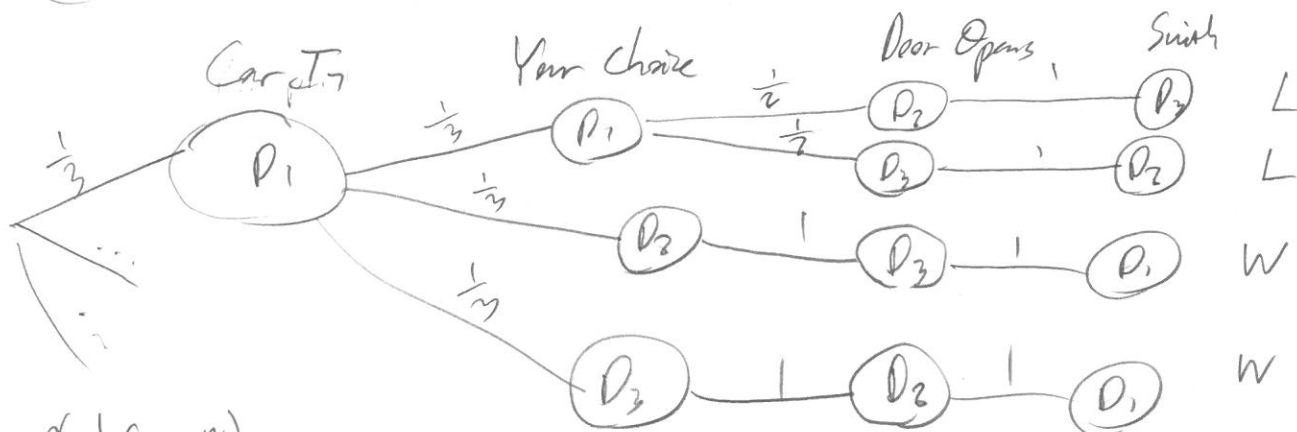 Car In Your Choice Door Opens Switch
1/3 D1 1/3 D1 1/2 D2 1 D3 L
1/2 D3 1 D2 L
1/3 D2 1 D3 1 D1 W
...
1/3 D3 1 D2 1 D1 W